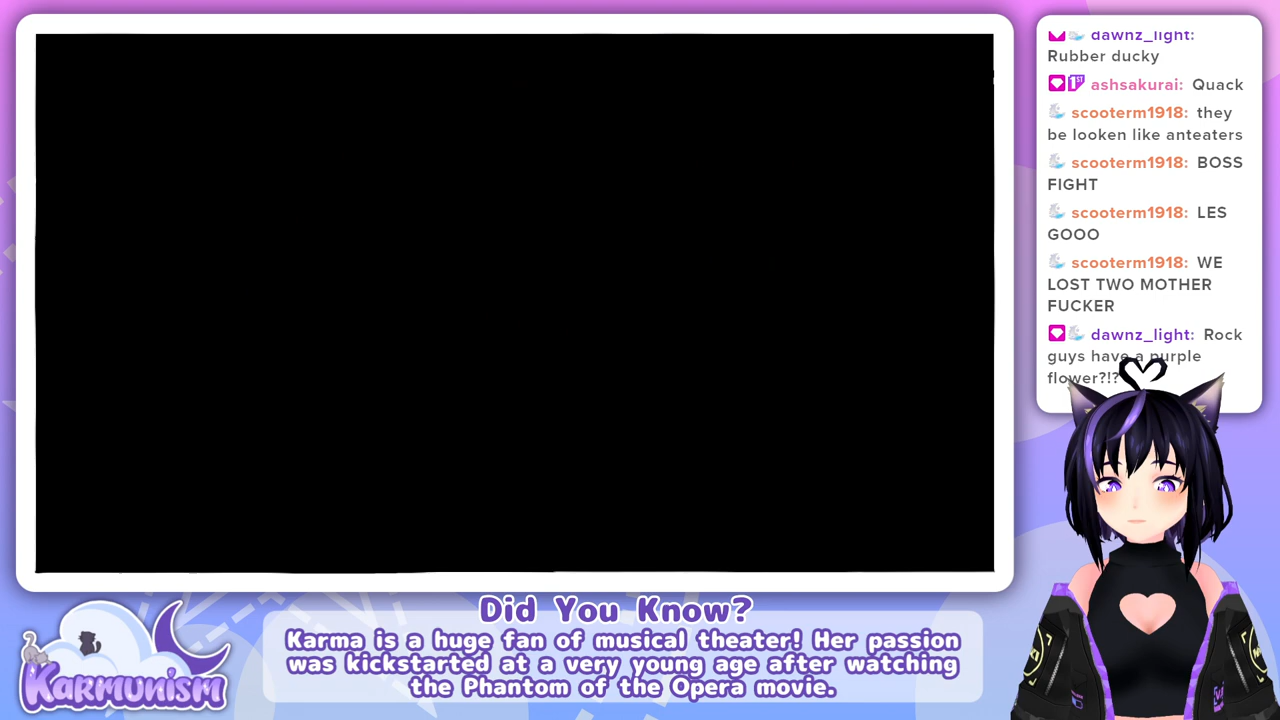 dawnz_light:
Rubber ducky
ashsakurai: Quack
scooterm1918: they
be looken like anteaters
scooterm1918: BOSS
FIGHT
scooterm1918: LES
GOOO
scooterm1918: WE
LOST TWO MOTHER
FUCKER
dawnz_light: Rock
guys have a purple
flower?!?
Did You Know?
Karma is a huge fan of musical theater! Her passion
was kickstarted at a very young age after watching
the Phantom of the Opera movie.
KARMUNISM